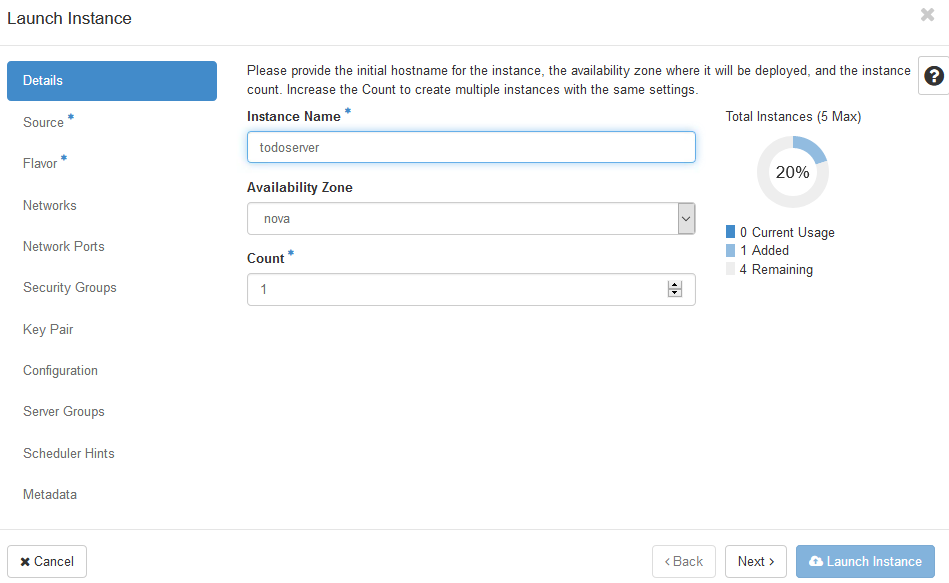 Launch Instance
Details
Source *
Flavor *
Networks
Network Ports
Security Groups
Key Pair
Configuration
Server Groups
Scheduler Hints
Metadata
Please provide the initial hostname for the instance, the availability zone where it will be deployed, and the instance
count. Increase the Count to create multiple instances with the same settings.
Instance Name *
todoserver
Availability Zone
nova
Count *
1
Total Instances (5 Max)
20%
0 Current Usage
1 Added
4 Remaining
?
✖ Cancel
‹ Back
Next ›
Launch Instance